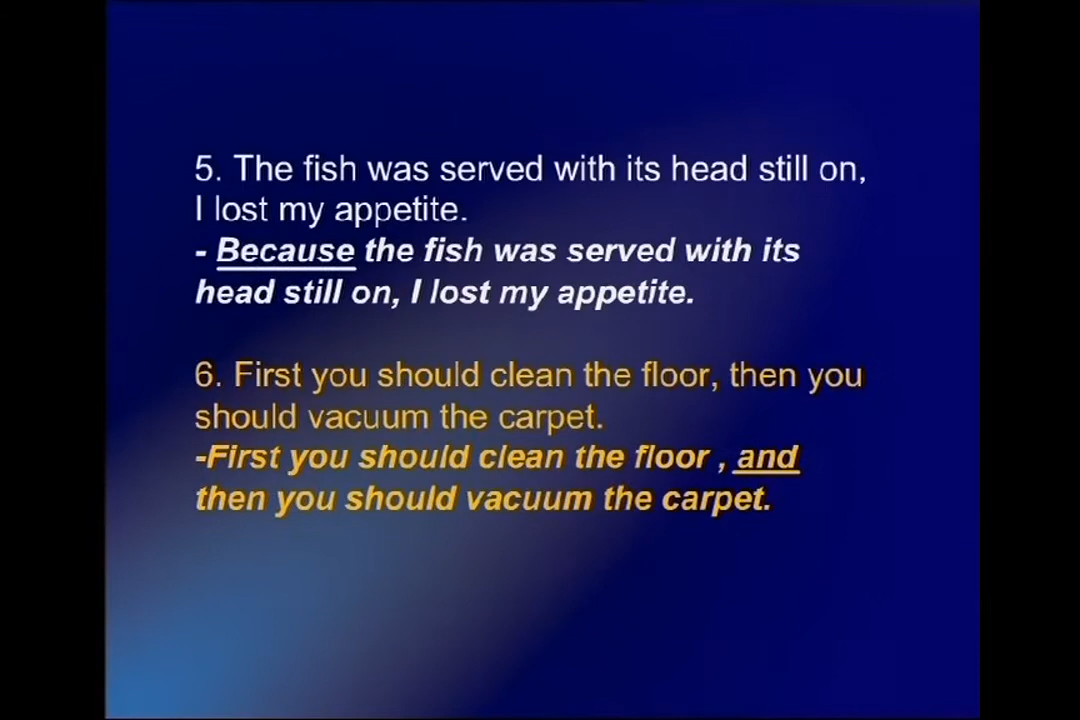 5. The fish was served with its head still on,
I lost my appetite.
- Because the fish was served with its
head still on, I lost my appetite.
6. First you should clean the floor, then you
should vacuum the carpet.
-First you should clean the floor , and
then you should vacuum the carpet.